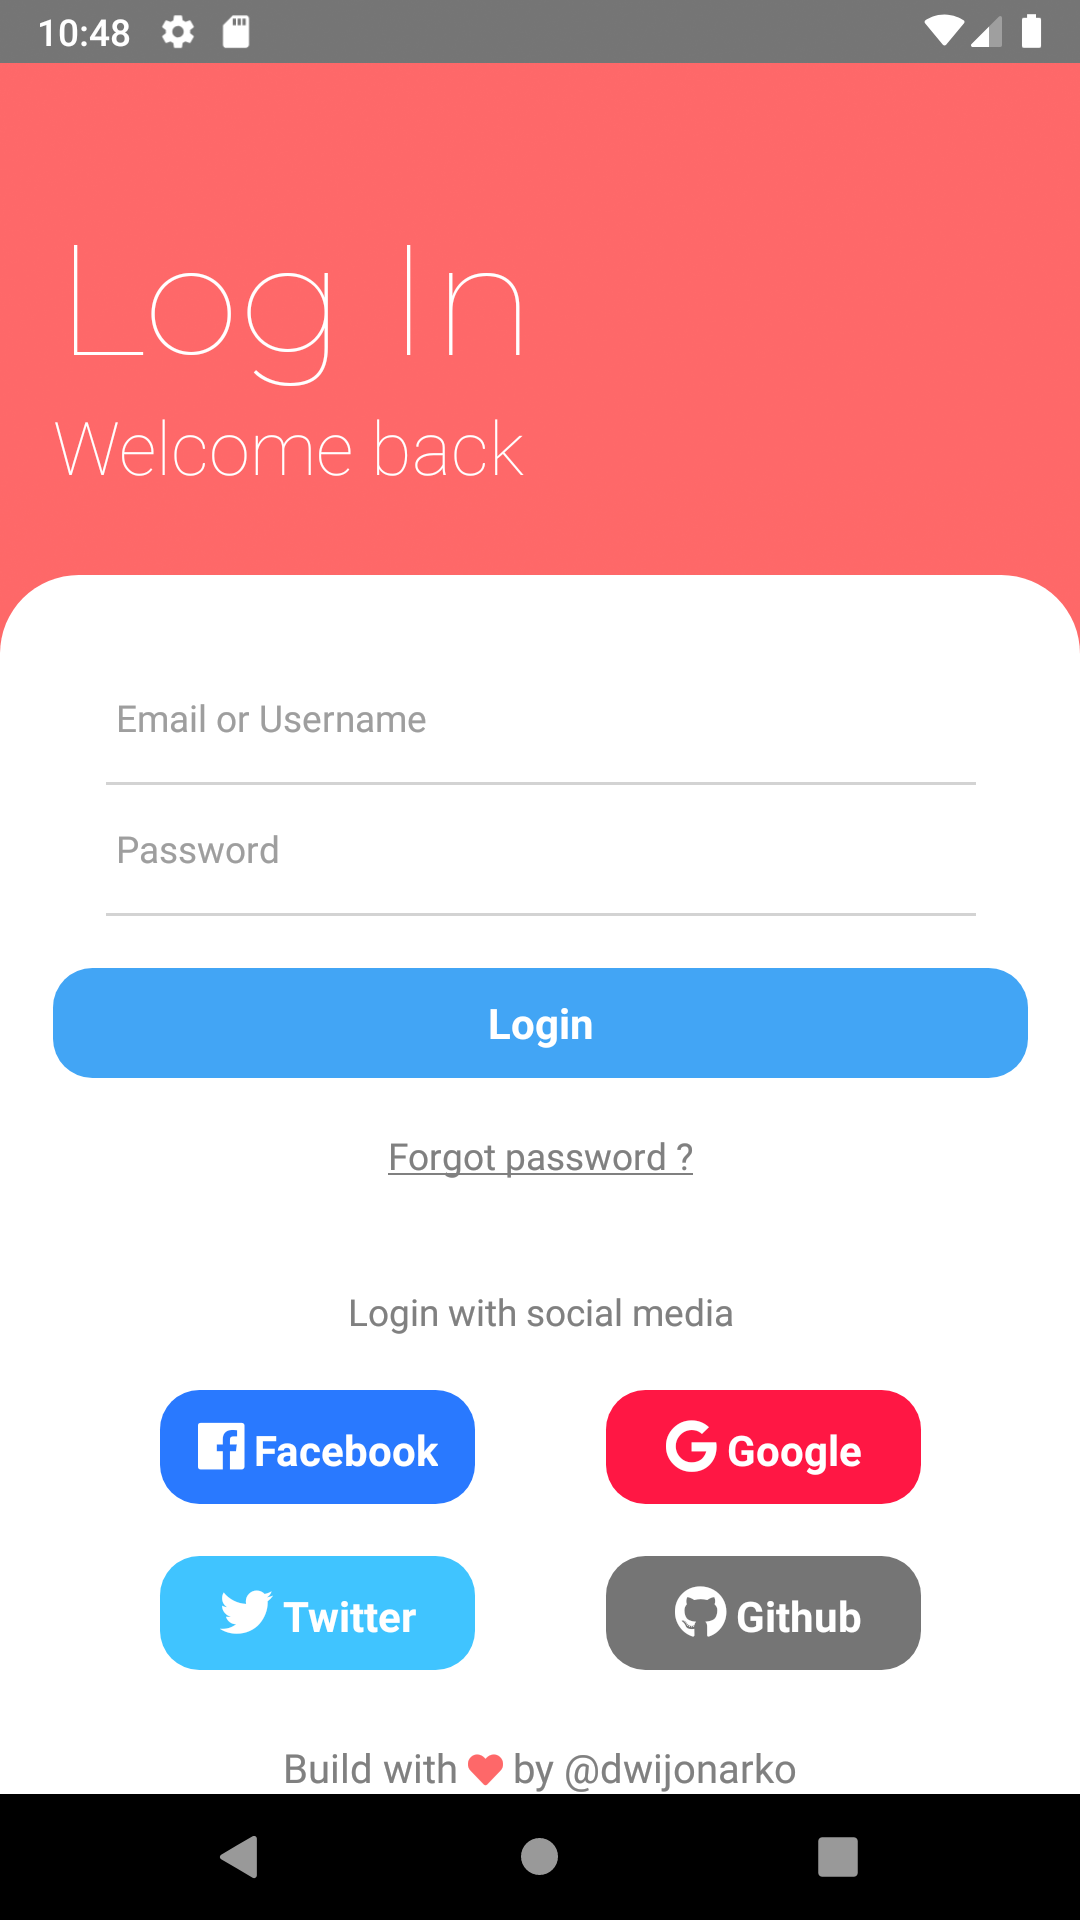 10:48
Log In
Welcome back
Email or Username
Password
Login
Forgot password ?
Login with social media
Facebook
Google
Twitter
Github
Build with ❤ by @dwijonarko